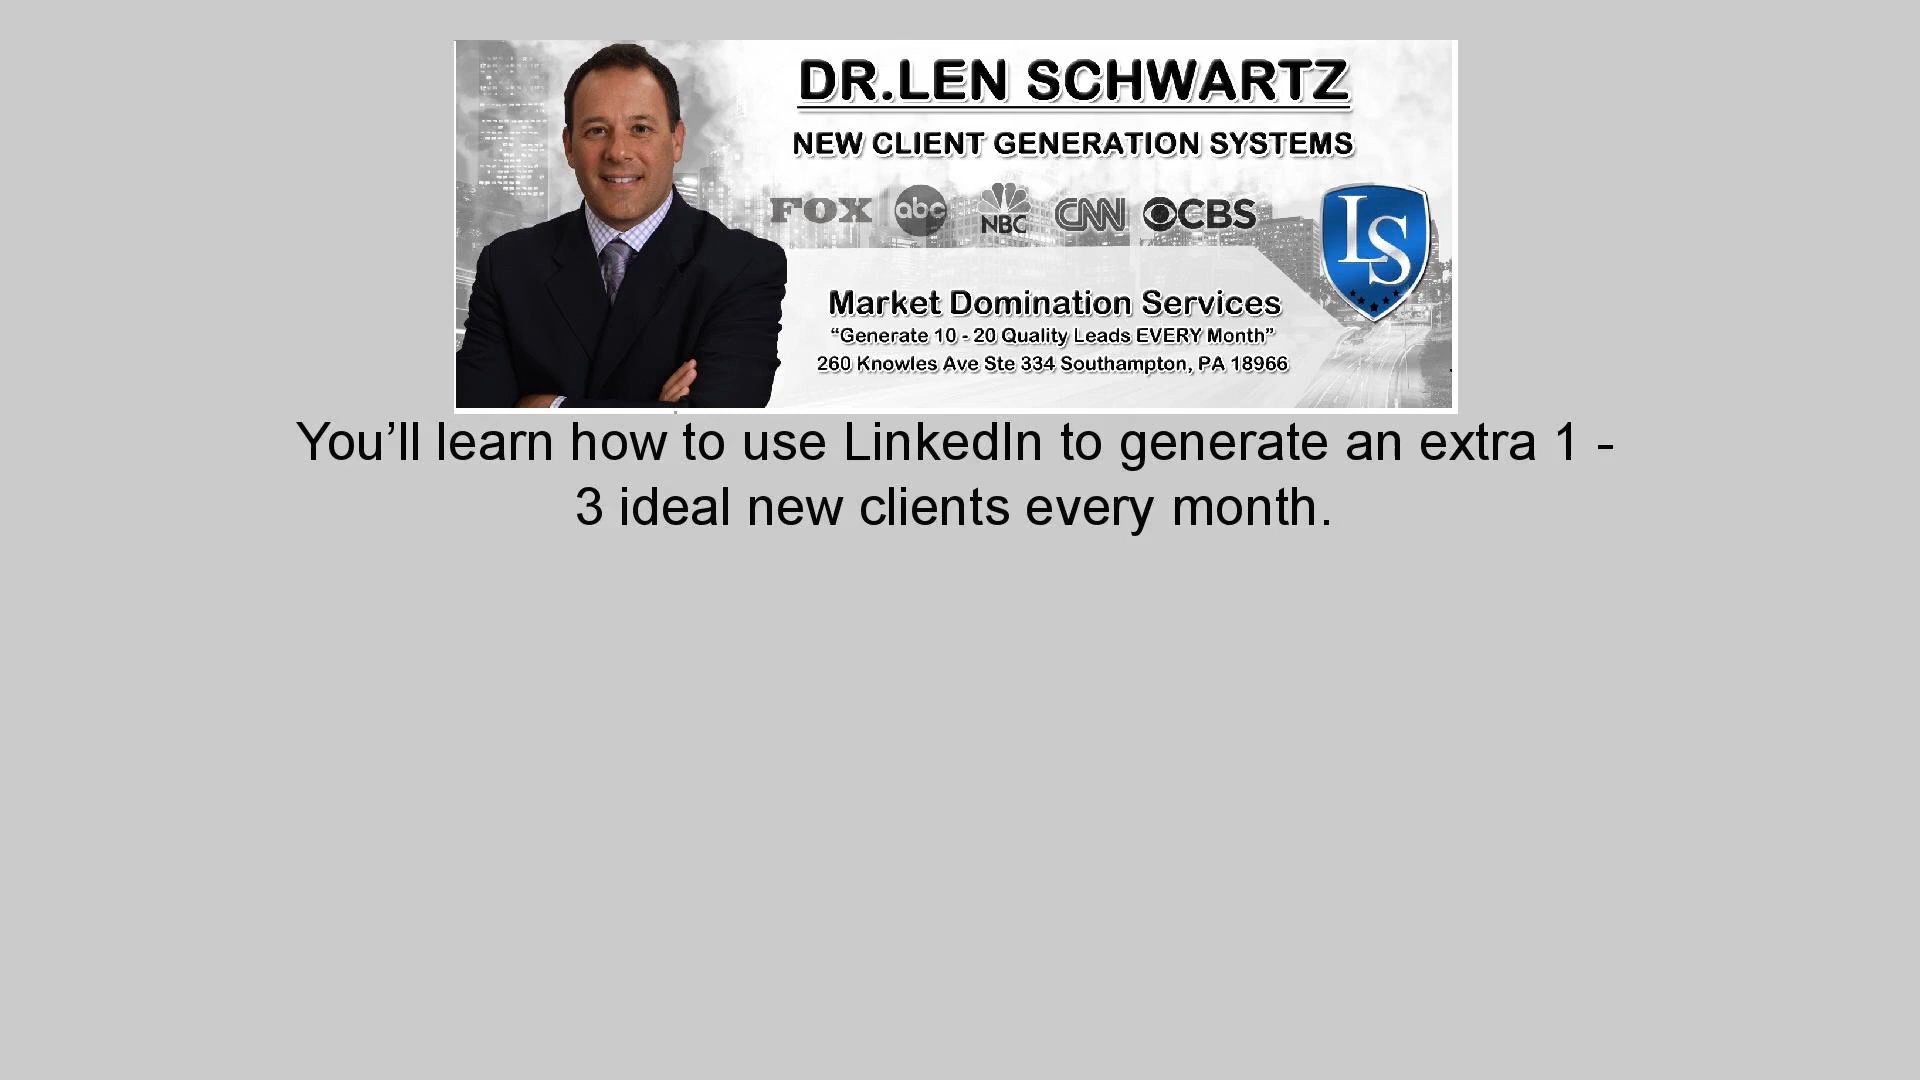 DR.LEN SCHWARTZ
NEW CLIENT GENERATION SYSTEMS
FOX abc NBC CNN CBS
LS
Market Domination Services
“Generate 10 - 20 Quality Leads EVERY Month”
260 Knowles Ave Ste 334 Southampton, PA 18966
You’ll learn how to use LinkedIn to generate an extra 1 -
3 ideal new clients every month.